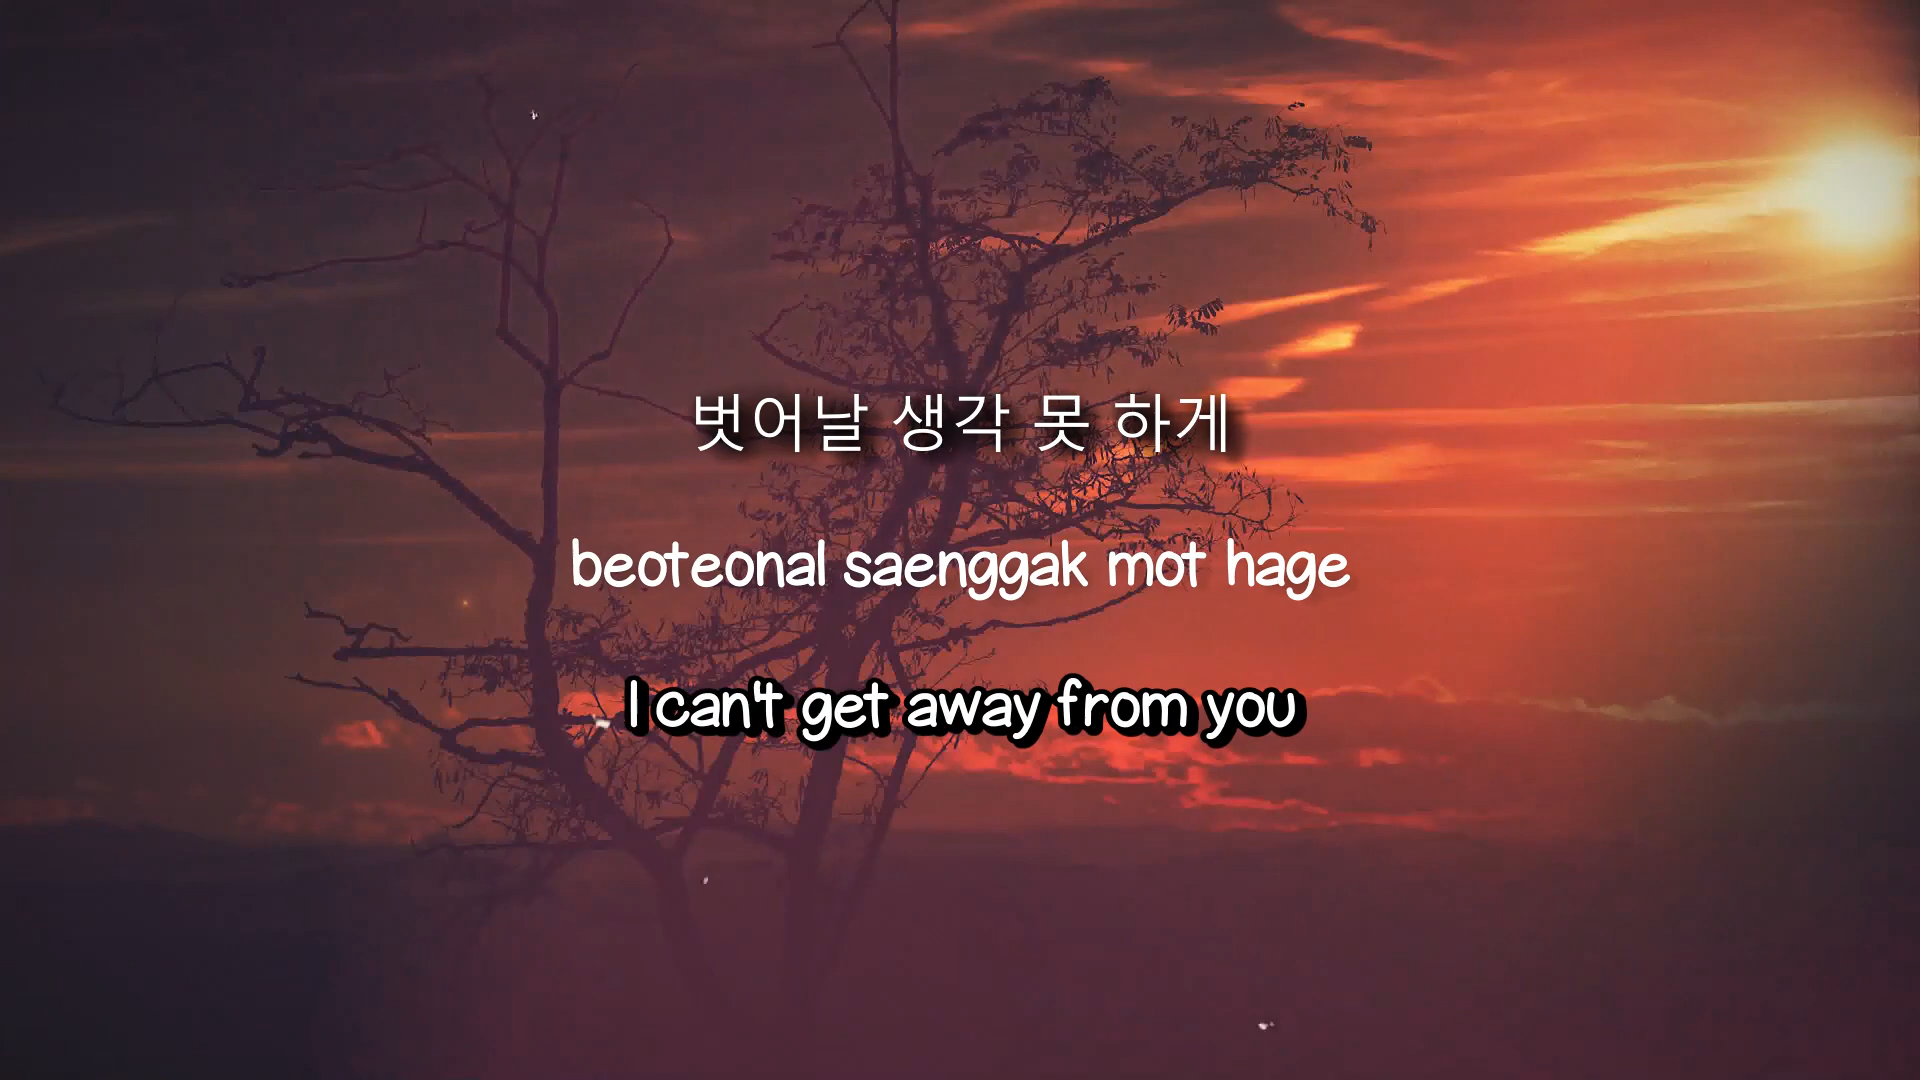 벗어날 생각 못 하게
beoteonal saenggak mot hage
I can't get away from you